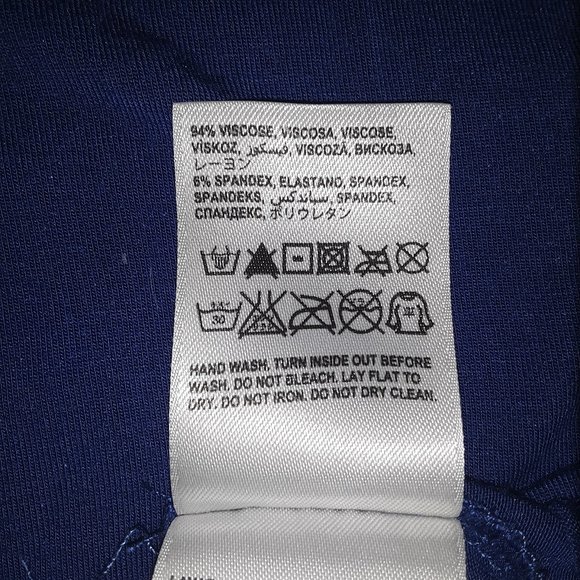 94% VISCOSE, VISCOSA, VISCOSE,
VISKOZ, فيسكوز, VISCOZĂ, ВИСКОЗА,
レーヨン
6% SPANDEX, ELASTANO, SPANDEX,
SPANDEKS, سباندكس, SPANDEX,
СПАНДЕКС, ポリウレタン
30
HAND WASH. TURN INSIDE OUT BEFORE
WASH. DO NOT BLEACH. LAY FLAT TO
DRY. DO NOT IRON. DO NOT DRY CLEAN.